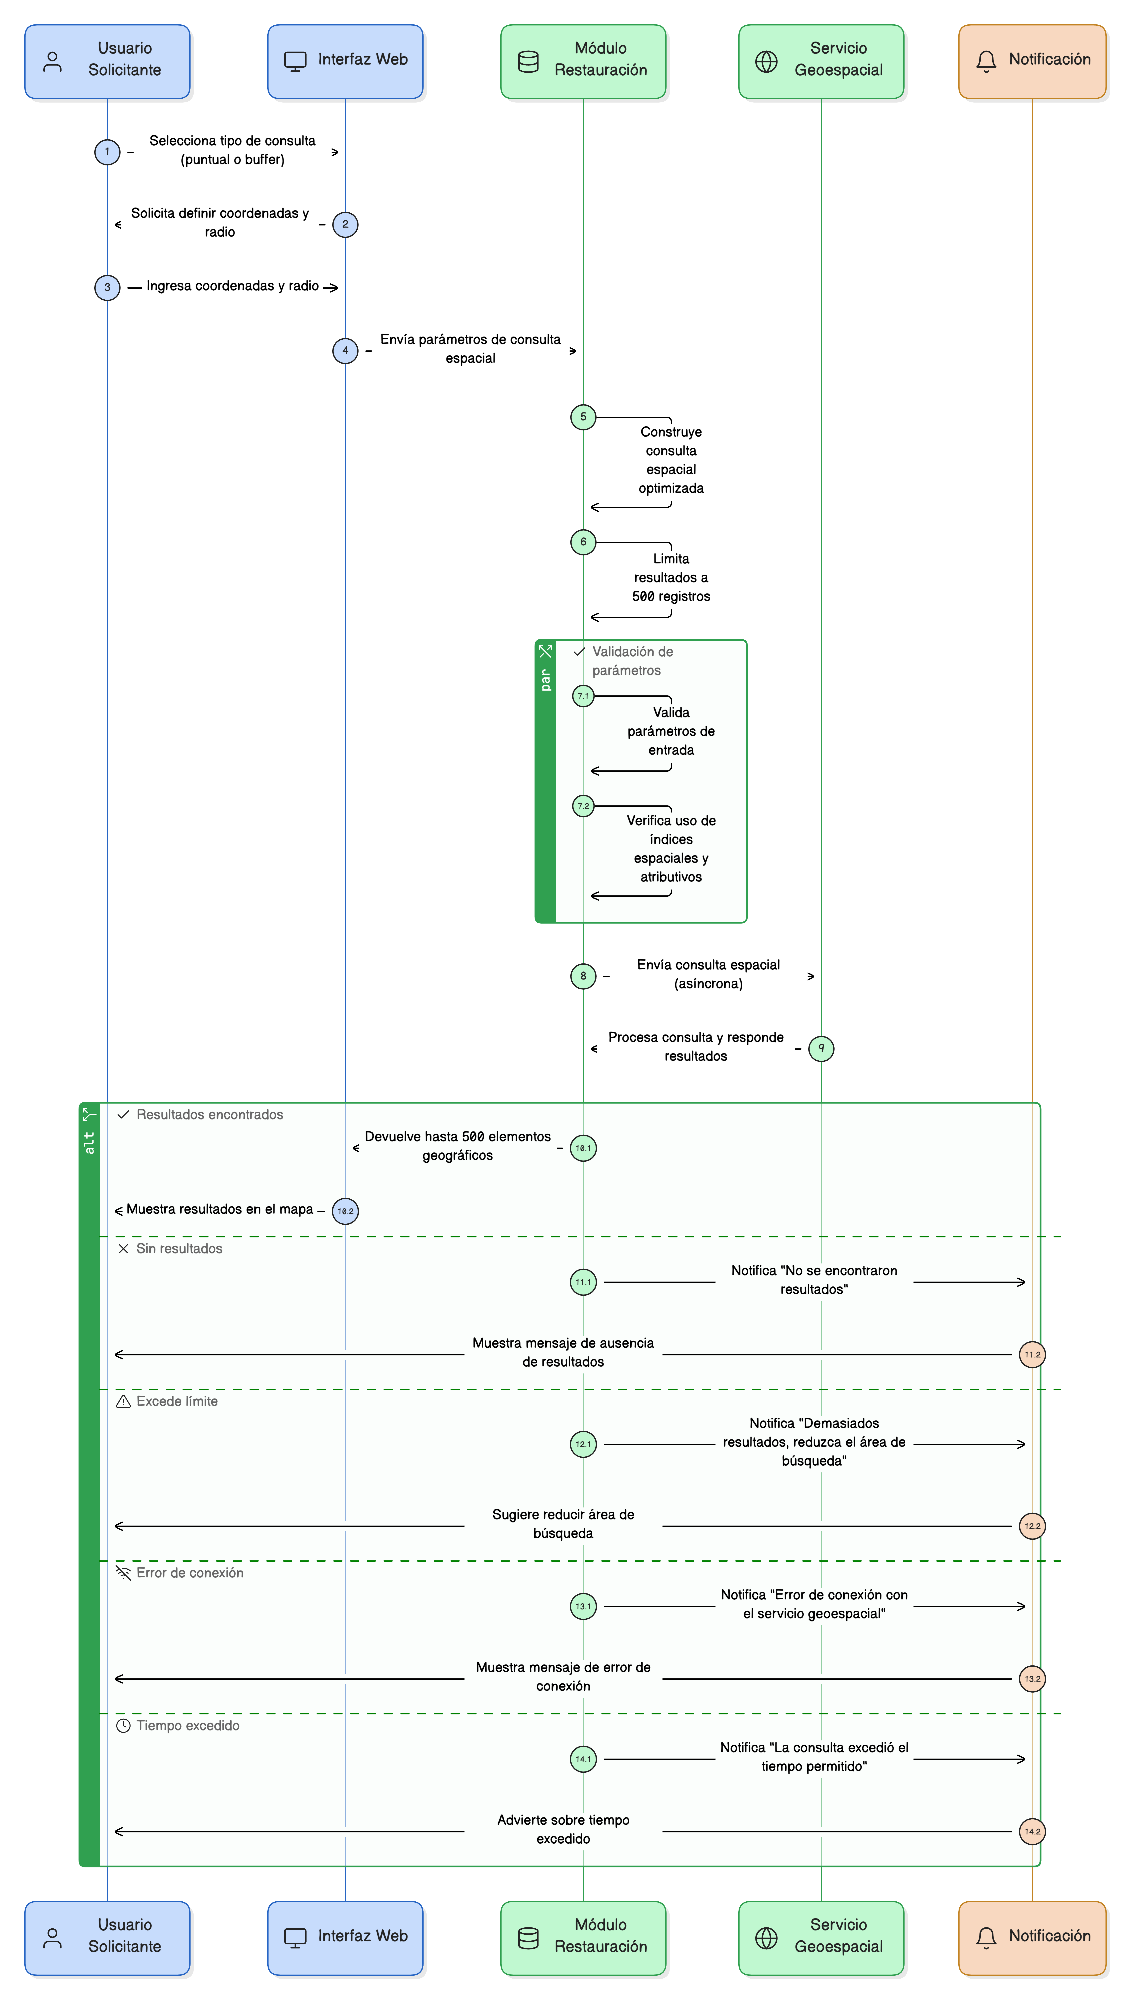 Usuario
Solicitante
Interfaz Web
Módulo
Restauración
Servicio
Geoespacial
Notificación
1
Selecciona tipo de consulta
(puntual o buffer)
Solicita definir coordenadas y
radio
2
3
Ingresa coordenadas y radio
4
Envía parámetros de consulta
espacial
5
Construye
consulta
espacial
optimizada
6
Limita
resultados a
500 registros
par
Validación de
parámetros
7.1
Valida
parámetros de
entrada
7.2
Verifica uso de
índices
espaciales y
atributivos
8
Envía consulta espacial
(asíncrona)
Procesa consulta y responde
resultados
9
alt
Resultados encontrados
Devuelve hasta 500 elementos
geográficos
10.1
Muestra resultados en el mapa
10.2
Sin resultados
11.1
Notifica "No se encontraron
resultados"
Muestra mensaje de ausencia
de resultados
11.2
Excede límite
12.1
Notifica "Demasiados
resultados, reduzca el área de
búsqueda"
Sugiere reducir área de
búsqueda
12.2
Error de conexión
13.1
Notifica "Error de conexión con
el servicio geoespacial"
Muestra mensaje de error de
conexión
13.2
Tiempo excedido
14.1
Notifica "La consulta excedió el
tiempo permitido"
Advierte sobre tiempo
excedido
14.2
Usuario
Solicitante
Interfaz Web
Módulo
Restauración
Servicio
Geoespacial
Notificación